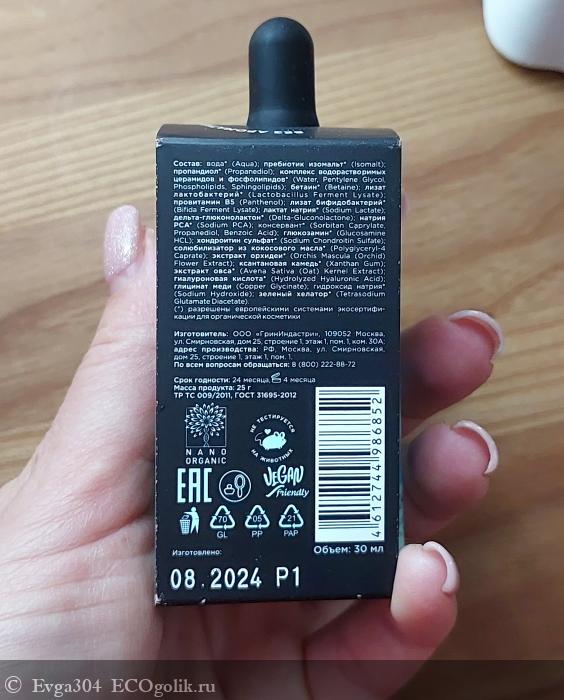 Состав: вода* (Aqua); пребиотик изомальт* (Isomalt);
пропандиол* (Propanediol); комплекс водорастворимых
церамидов и фосфолипидов* (Water, Pentylene Glycol,
Phospholipids, Sphingolipids); бетаин* (Betaine); лизат
лактобактерий* (Lactobacillus Ferment Lysate);
провитамин B5 (Panthenol); лизат бифидобактерий*
(Bifida Ferment Lysate); лактат натрия* (Sodium Lactate);
дельта-глюконолактон* (Delta-Gluconolactone); натрия
PCA* (Sodium PCA); консервант* (Sorbitan Caprylate,
Propanediol, Benzoic Acid); глюкозамин* (Glucosamine
HCL); хондроитин сульфат* (Sodium Chondroitin Sulfate);
солюбилизатор из кокосового масла* (Polyglyceryl-4
Caprate); экстракт орхидеи* (Orchis Mascula (Orchid)
Flower Extract); ксантановая камедь* (Xanthan Gum);
экстракт овса* (Avena Sativa (Oat) Kernel Extract);
гиалуроновая кислота* (Hydrolyzed Hyaluronic Acid);
глицинат меди (Copper Glycinate); гидроксид натрия*
(Sodium Hydroxide); зеленый хелатор* (Tetrasodium
Glutamate Diacetate).
(*) разрешены европейскими системами экосертифи-
кации для органической косметики
Изготовитель: ООО «ГринИндастри», 109052 Москва,
ул. Смирновская, дом 25, строение 1, этаж 1, пом. 1, ком. 30А;
адрес производства: РФ, Москва, ул. Смирновская,
дом 25, строение 1, этаж 1, пом. 1.
По всем вопросам обращаться: 8 (800) 222-88-72
Срок годности: 24 месяца, 4 месяца
Масса продукта: 25 г
ТР ТС 009/2011, ГОСТ 31695-2012
NANO
ORGANIC
НЕ ТЕСТИРУЕТСЯ
НА ЖИВОТНЫХ
EAC
VEGAN
friendly
70
GL
05
PP
21
PAP
4 612744 986852
Изготовлено:
Объем: 30 мл
08.2024 P1
© Evga304 ECOgolik.ru